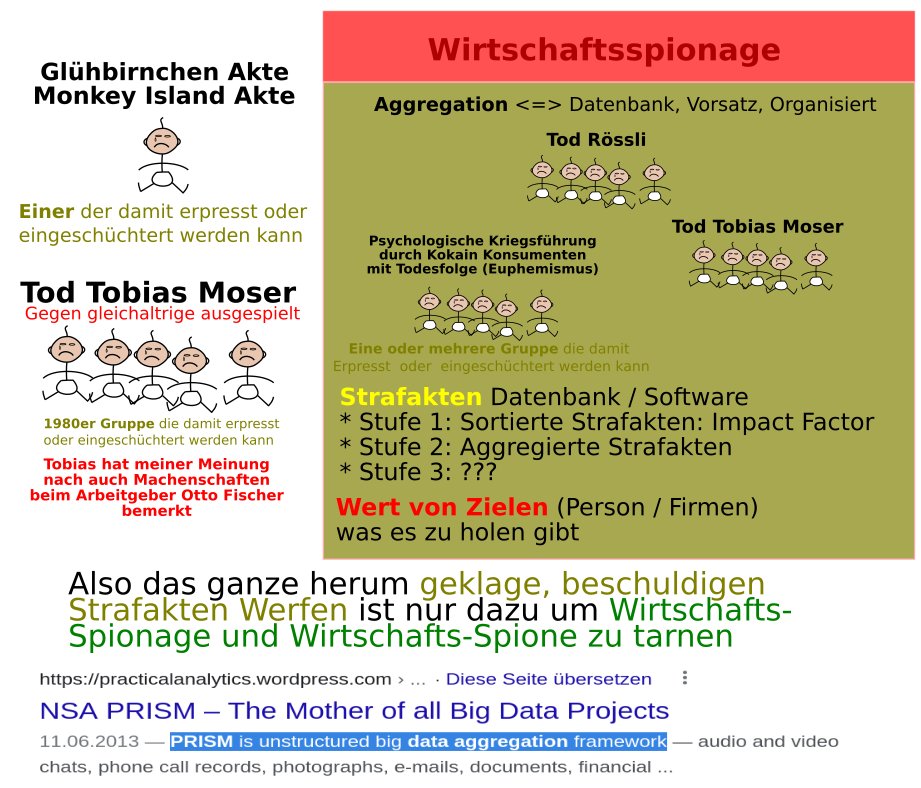 Glühbirnchen Akte
Monkey Island Akte
Einer der damit erpresst oder
eingeschüchtert werden kann
Tod Tobias Moser
Gegen gleichaltrige ausgespielt
1980er Gruppe die damit erpresst
oder eingeschüchtert werden kann
Tobias hat meiner Meinung
nach auch Machenschaften
beim Arbeitgeber Otto Fischer
bemerkt
Wirtschaftsspionage
Aggregation <=> Datenbank, Vorsatz, Organisiert
Tod Rössli
Tod Tobias Moser
Psychologische Kriegsführung
durch Kokain Konsumenten
mit Todesfolge (Euphemismus)
Eine oder mehrere Gruppe die damit
Erpresst oder eingeschüchtert werden kann
Strafakten Datenbank / Software
* Stufe 1: Sortierte Strafakten: Impact Factor
* Stufe 2: Aggregierte Strafakten
* Stufe 3: ???
Wert von Zielen (Person / Firmen)
was es zu holen gibt
Also das ganze herum geklage, beschuldigen
Strafakten Werfen ist nur dazu um Wirtschafts-
Spionage und Wirtschafts-Spione zu tarnen
https://practicalanalytics.wordpress.com › ... · Diese Seite übersetzen
NSA PRISM – The Mother of all Big Data Projects
11.06.2013 — PRISM is unstructured big data aggregation framework — audio and video
chats, phone call records, photographs, e-mails, documents, financial ...